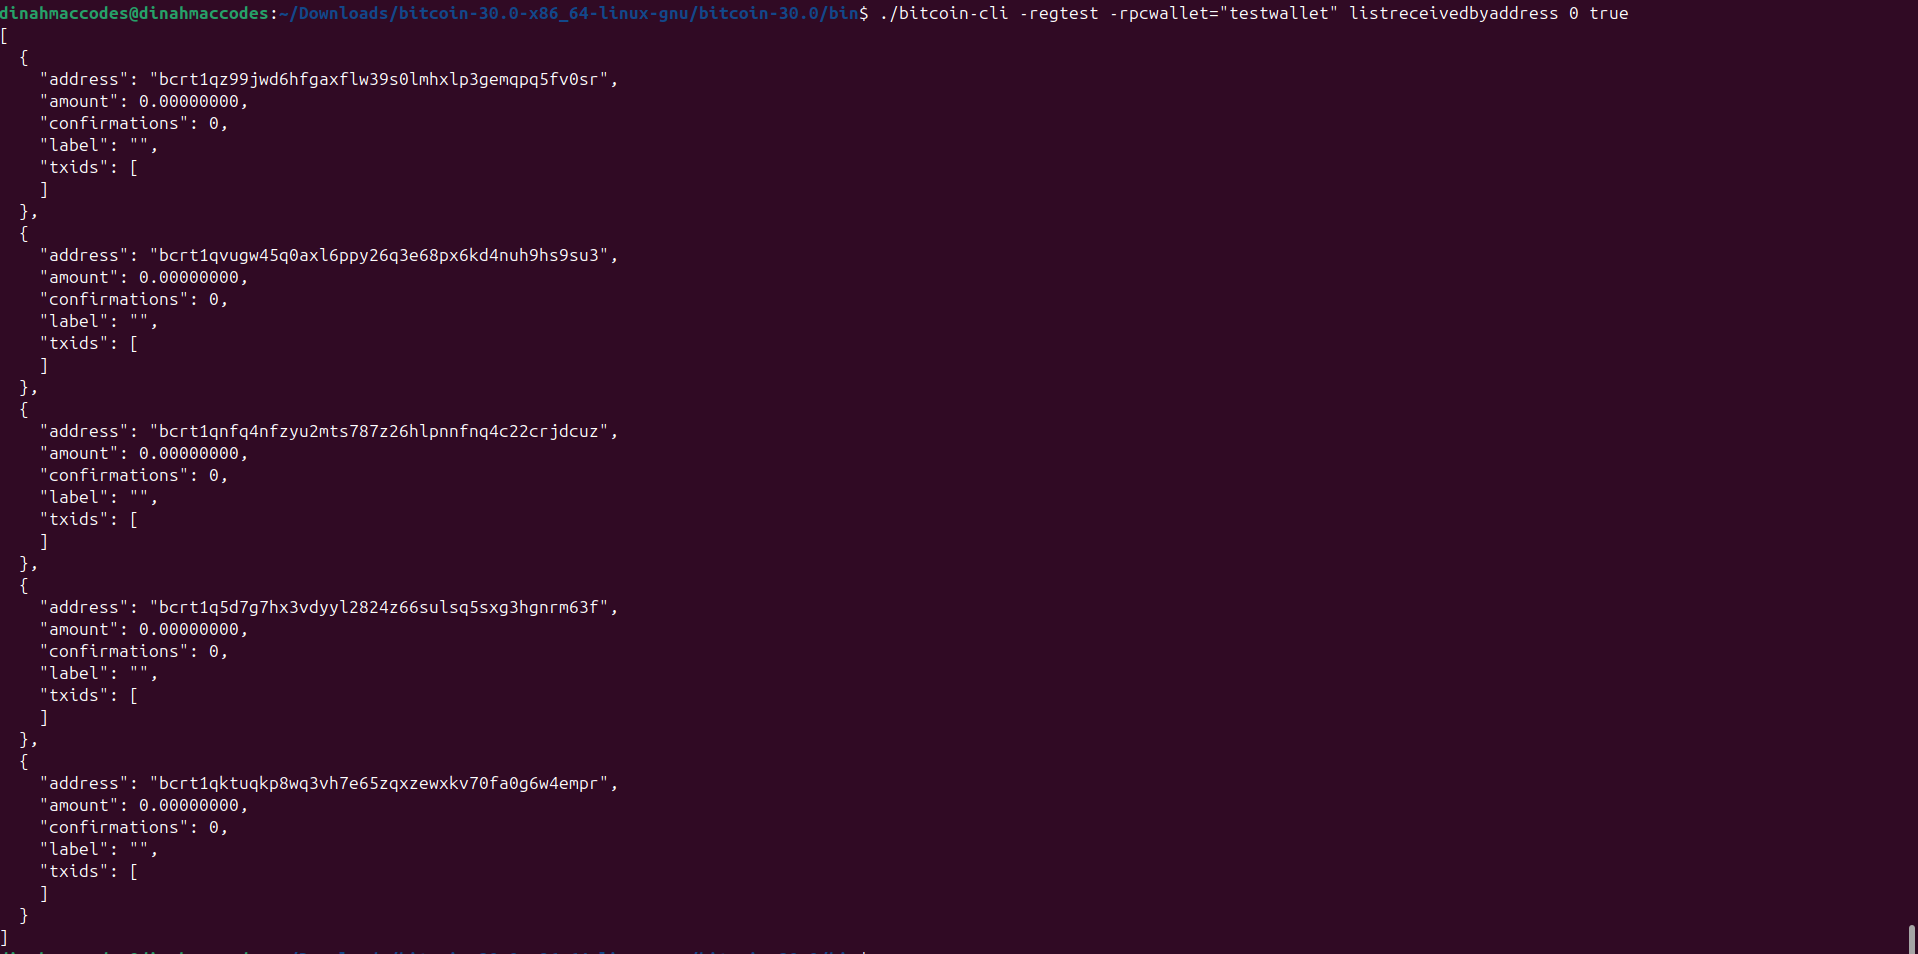 dinahmaccodes@dinahmaccodes:~/Downloads/bitcoin-30.0-x86_64-linux-gnu/bitcoin-30.0/bin$ ./bitcoin-cli -regtest -rpcwallet="testwallet" listreceivedbyaddress 0 true
[
  {
    "address": "bcrt1qz99jwd6hfgaxflw39s0lmhxlp3gemqpq5fv0sr",
    "amount": 0.00000000,
    "confirmations": 0,
    "label": "",
    "txids": [
    ]
  },
  {
    "address": "bcrt1qvugw45q0axl6ppy26q3e68px6kd4nuh9hs9su3",
    "amount": 0.00000000,
    "confirmations": 0,
    "label": "",
    "txids": [
    ]
  },
  {
    "address": "bcrt1qnfq4nfzyu2mts787z26hlpnnfnq4c22crjdcuz",
    "amount": 0.00000000,
    "confirmations": 0,
    "label": "",
    "txids": [
    ]
  },
  {
    "address": "bcrt1q5d7g7hx3vdyyl2824z66sulsq5sxg3hgnrm63f",
    "amount": 0.00000000,
    "confirmations": 0,
    "label": "",
    "txids": [
    ]
  },
  {
    "address": "bcrt1qktuqkp8wq3vh7e65zqxzewxkv70fa0g6w4empr",
    "amount": 0.00000000,
    "confirmations": 0,
    "label": "",
    "txids": [
    ]
  }
]